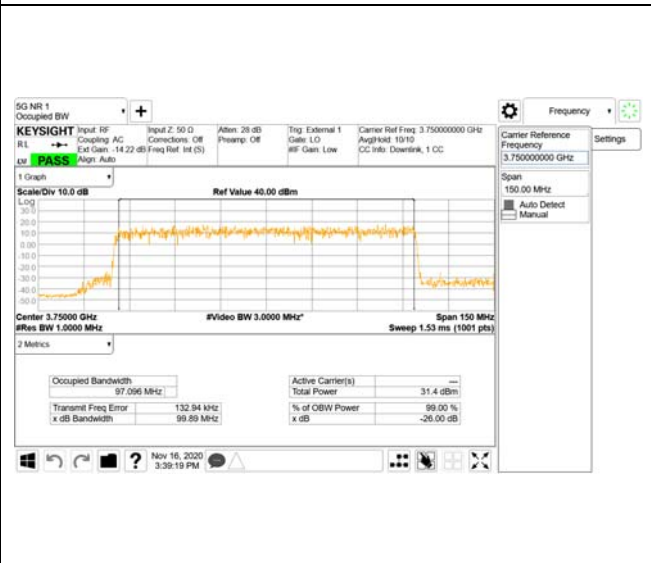 5G NR 1
Occupied BW
+
Frequency
KEYSIGHT
RL
PASS
Input: RF
Coupling: AC
Ext Gain: -14.22 dB
Align: Auto
Input Z: 50 Ω
Corrections: Off
Freq Ref: Int (S)
Atten: 28 dB
Preamp: Off
Trig: External 1
Gate: LO
#IF Gain: Low
Carrier Ref Freq: 3.750000000 GHz
Avg|Hold: 10/10
CC Info: Downlink, 1 CC
Carrier Reference
Frequency
3.750000000 GHz
Settings
Span
150.00 MHz
Auto Detect
Manual
1 Graph
Scale/Div 10.0 dB
Ref Value 40.00 dBm
Log
30.0
20.0
10.0
0.00
-10.0
-20.0
-30.0
-40.0
-50.0
Center 3.75000 GHz
#Video BW 3.0000 MHz*
Span 150 MHz
#Res BW 1.0000 MHz
Sweep 1.53 ms (1001 pts)
2 Metrics
Occupied Bandwidth
97.096 MHz
Active Carrier(s)
---
Total Power
31.4 dBm
Transmit Freq Error
132.94 kHz
% of OBW Power
99.00 %
x dB Bandwidth
99.89 MHz
x dB
-26.00 dB
?
Nov 16, 2020
3:39:19 PM